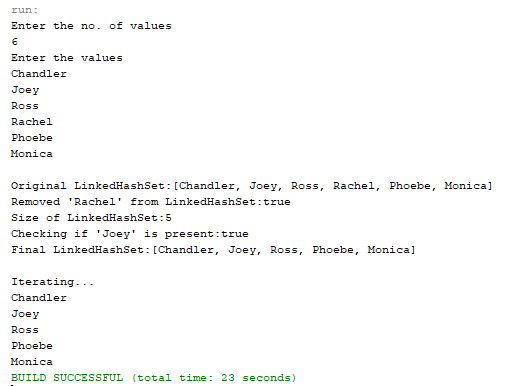 run:
Enter the no. of values
6
Enter the values
Chandler
Joey
Ross
Rachel
Phoebe
Monica
Original LinkedHashSet:[Chandler, Joey, Ross, Rachel, Phoebe, Monica]
Removed 'Rachel' from LinkedHashSet:true
Size of LinkedHashSet:5
Checking if 'Joey' is present:true
Final LinkedHashSet:[Chandler, Joey, Ross, Phoebe, Monica]
Iterating...
Chandler
Joey
Ross
Phoebe
Monica
BUILD SUCCESSFUL (total time: 23 seconds)